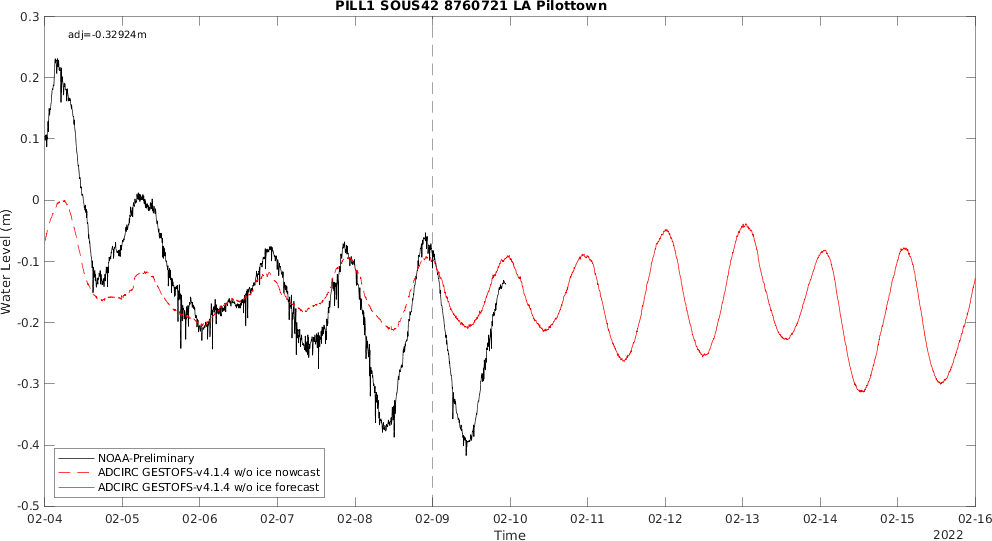 PILL1 SOUS42 8760721 LA Pilottown
adj=-0.32924m
0.3
0.2
0.1
0
-0.1
-0.2
-0.3
-0.4
-0.5
Water Level (m)
NOAA-Preliminary
ADCIRC GESTOFS-v4.1.4 w/o ice nowcast
ADCIRC GESTOFS-v4.1.4 w/o ice forecast
02-04 02-05 02-06 02-07 02-08 02-09 02-10 02-11 02-12 02-13 02-14 02-15 02-16
Time
2022